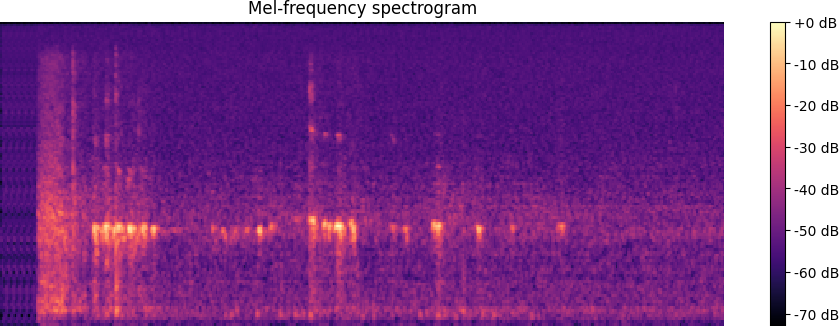 Mel-frequency spectrogram
+0 dB
-10 dB
-20 dB
-30 dB
-40 dB
-50 dB
-60 dB
-70 dB